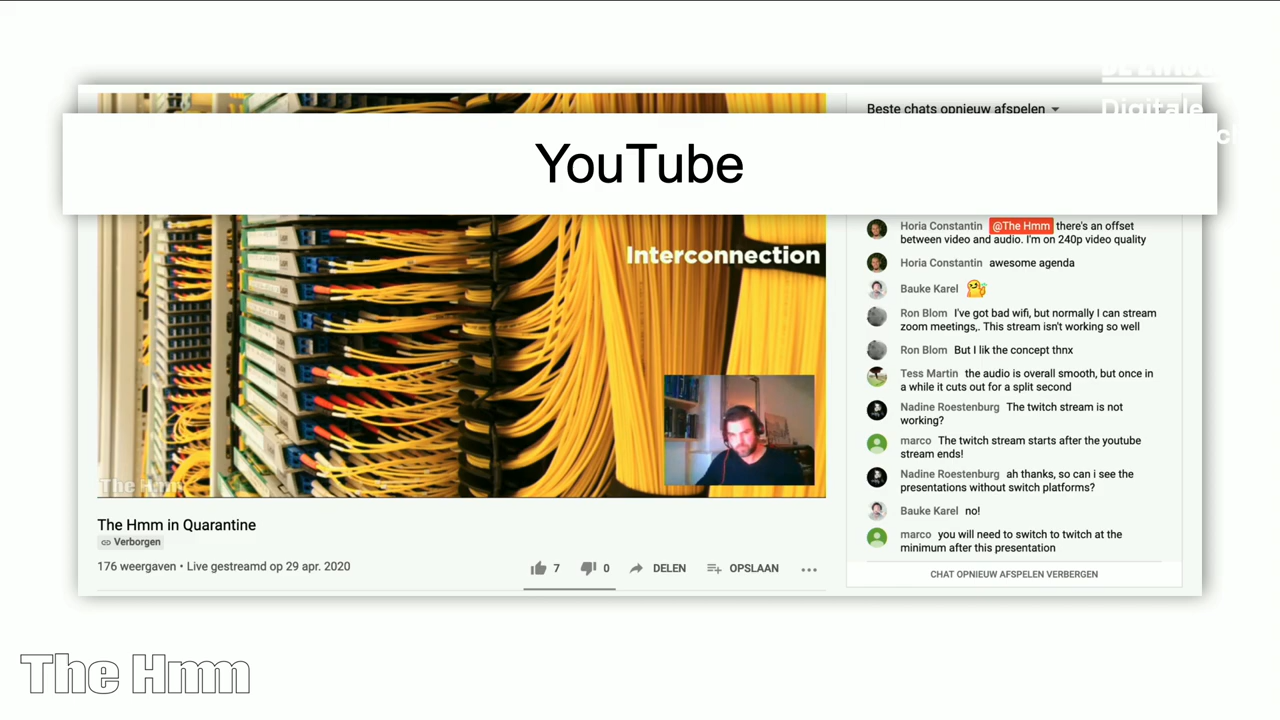 Digitale
Beste chats opnieuw afspelen
YouTube
Interconnection
The Hmm
The Hmm in Quarantine
Verborgen
176 weergaven • Live gestreamd op 29 apr. 2020
7
0
DELEN
OPSLAAN
Horia Constantin @The Hmm there's an offset
between video and audio. I'm on 240p video quality
Horia Constantin awesome agenda
Bauke Karel
Ron Blom I've got bad wifi, but normally I can stream
zoom meetings,. This stream isn't working so well
Ron Blom But I lik the concept thnx
Tess Martin the audio is overall smooth, but once in
a while it cuts out for a split second
Nadine Roestenburg The twitch stream is not
working?
marco The twitch stream starts after the youtube
stream ends!
Nadine Roestenburg ah thanks, so can i see the
presentations without switch platforms?
Bauke Karel no!
marco you will need to switch to twitch at the
minimum after this presentation
CHAT OPNIEUW AFSPELEN VERBERGEN
The Hmm